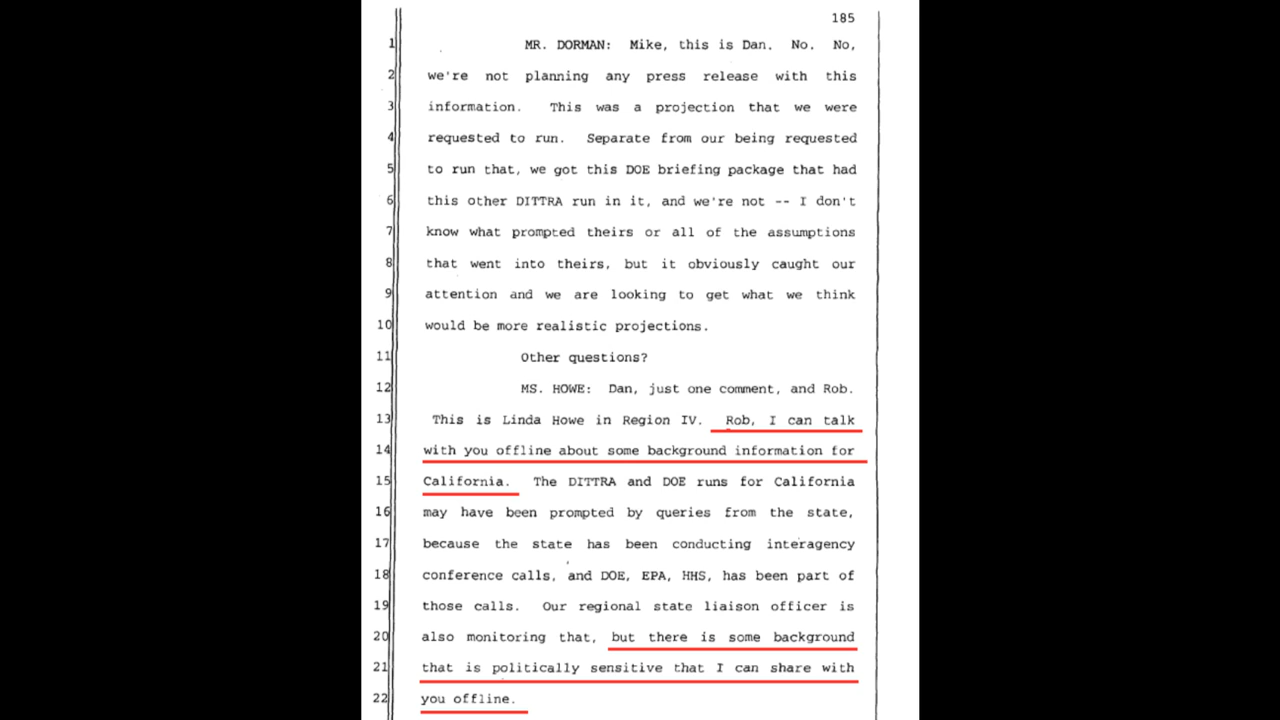 185
1 MR. DORMAN: Mike, this is Dan. No. No,
2 we're not planning any press release with this
3 information. This was a projection that we were
4 requested to run. Separate from our being requested
5 to run that, we got this DOE briefing package that had
6 this other DITTRA run in it, and we're not -- I don't
7 know what prompted theirs or all of the assumptions
8 that went into theirs, but it obviously caught our
9 attention and we are looking to get what we think
10 would be more realistic projections.
11 Other questions?
12 MS. HOWE: Dan, just one comment, and Rob.
13 This is Linda Howe in Region IV. Rob, I can talk
14 with you offline about some background information for
15 California. The DITTRA and DOE runs for California
16 may have been prompted by queries from the state,
17 because the state has been conducting interagency
18 conference calls, and DOE, EPA, HHS, has been part of
19 those calls. Our regional state liaison officer is
20 also monitoring that, but there is some background
21 that is politically sensitive that I can share with
22 you offline.